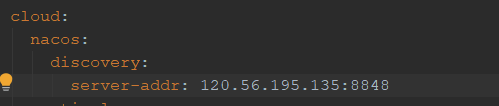 cloud:
nacos:
discovery:
server-addr: 120.56.195.135:8848